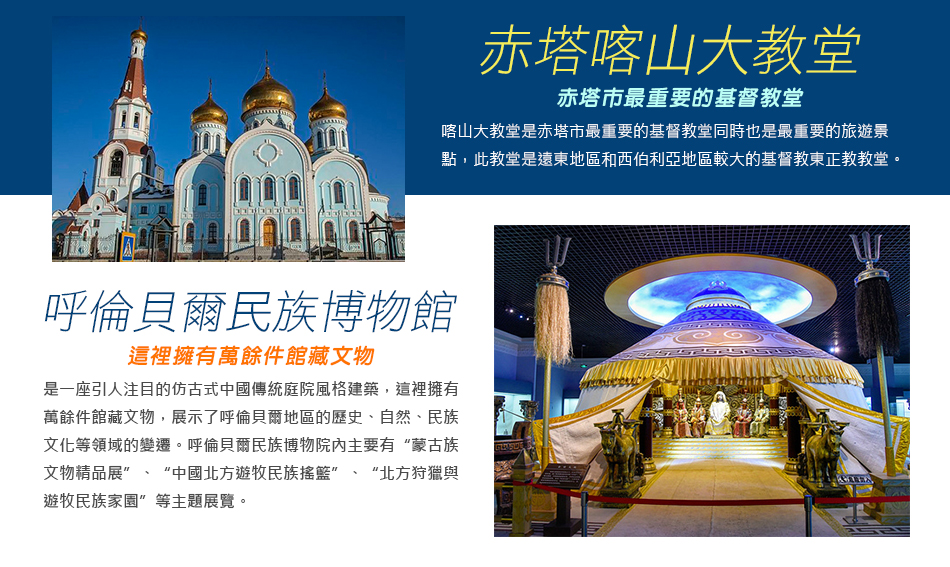 赤塔喀山大教堂
赤塔市最重要的基督教堂
喀山大教堂是赤塔市最重要的基督教堂同時也是最重要的旅遊景
點，此教堂是遠東地區和西伯利亞地區較大的基督教東正教教堂。
呼倫貝爾民族博物館
這裡擁有萬餘件館藏文物
是一座引人注目的仿古式中國傳統庭院風格建築，這裡擁有
萬餘件館藏文物，展示了呼倫貝爾地區的歷史、自然、民族
文化等領域的變遷。呼倫貝爾民族博物院內主要有“蒙古族
文物精品展”、“中國北方遊牧民族搖籃”、“北方狩獵與
遊牧民族家園”等主題展覽。